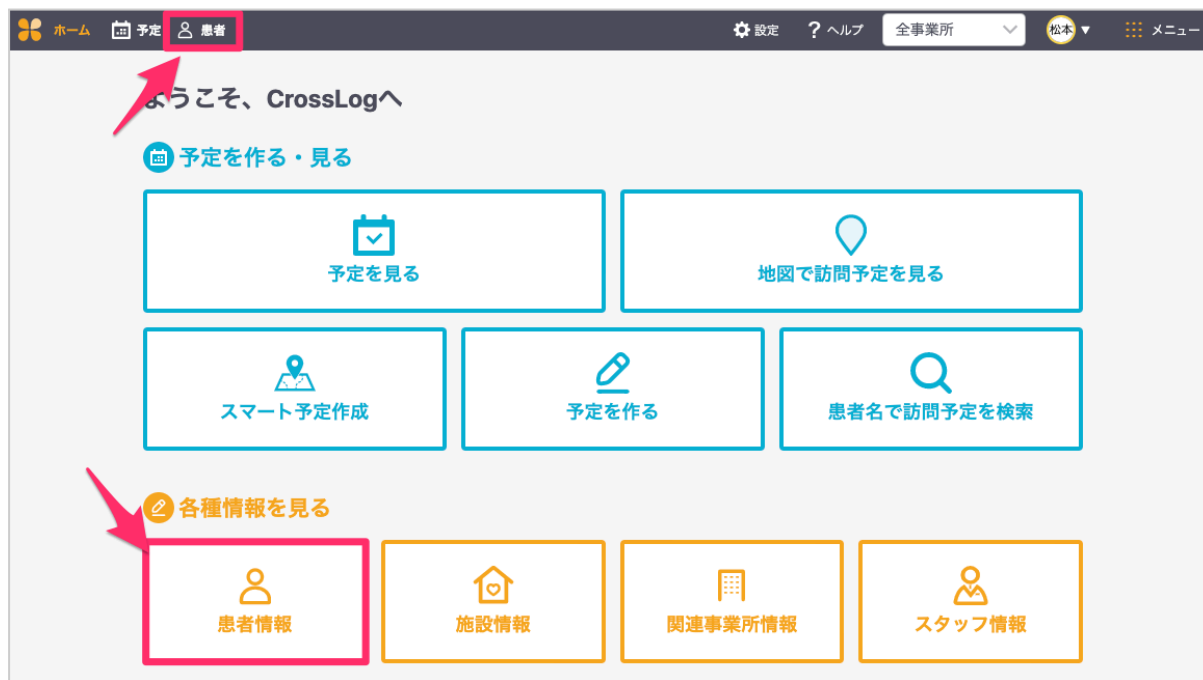 ホーム 予定 患者 設定 ? ヘルプ 全事業所 松本 ▼ メニュー
ようこそ、CrossLogへ
予定を作る・見る
予定を見る 地図で訪問予定を見る
スマート予定作成 予定を作る 患者名で訪問予定を検索
各種情報を見る
患者情報 施設情報 関連事業所情報 スタッフ情報